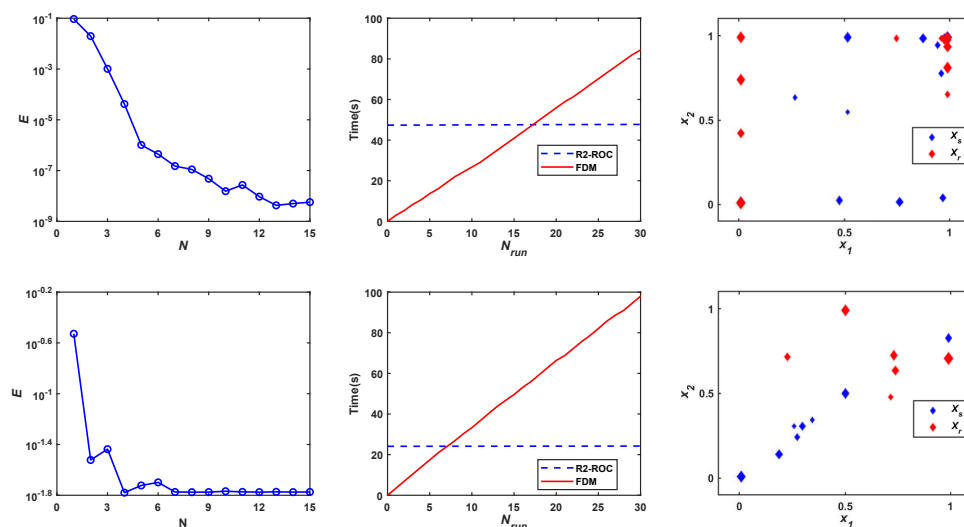 10^-1
10^-3
10^-5
10^-7
10^-9
E
0 3 6 9 12 15
N
100
80
60
40
20
0
Time(s)
R2-ROC
FDM
0 5 10 15 20 25 30
N_run
1
0.5
0
x_2
x_s
x_r
0 0.5 1
x_1
10^-0.2
10^-0.6
10^-1
10^-1.4
10^-1.8
E
0 3 6 9 12 15
N
100
80
60
40
20
0
Time(s)
R2-ROC
FDM
0 5 10 15 20 25 30
N_run
1
0.5
0
x_2
x_s
x_r
0 0.5 1
x_1